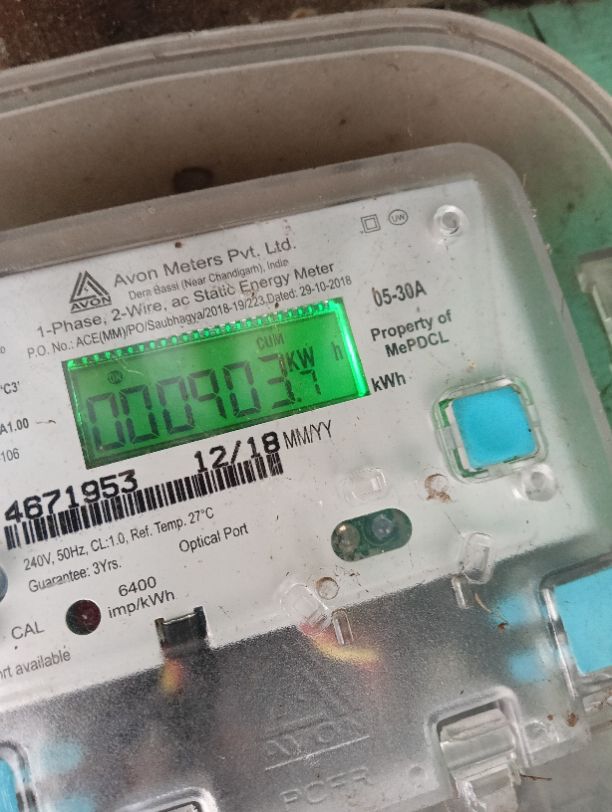 UW
AVON
Avon Meters Pvt. Ltd.
Dera Bassi (Near Chandigarh), India
1-Phase, 2-Wire, ac Static Energy Meter
P.O. No.: ACE(MM)/PO/Saubhagya/2018-19/223,Dated: 29-10-2018
05-30A
Property of
MePDCL
°C3'
A1.00
106
CUM
KW h
000903.7
kWh
4671953
12/18 MM/YY
240V, 50Hz, CL:1.0, Ref. Temp. 27°C
Guarantee: 3Yrs.
Optical Port
6400
imp/kWh
CAL
rt available
AVON